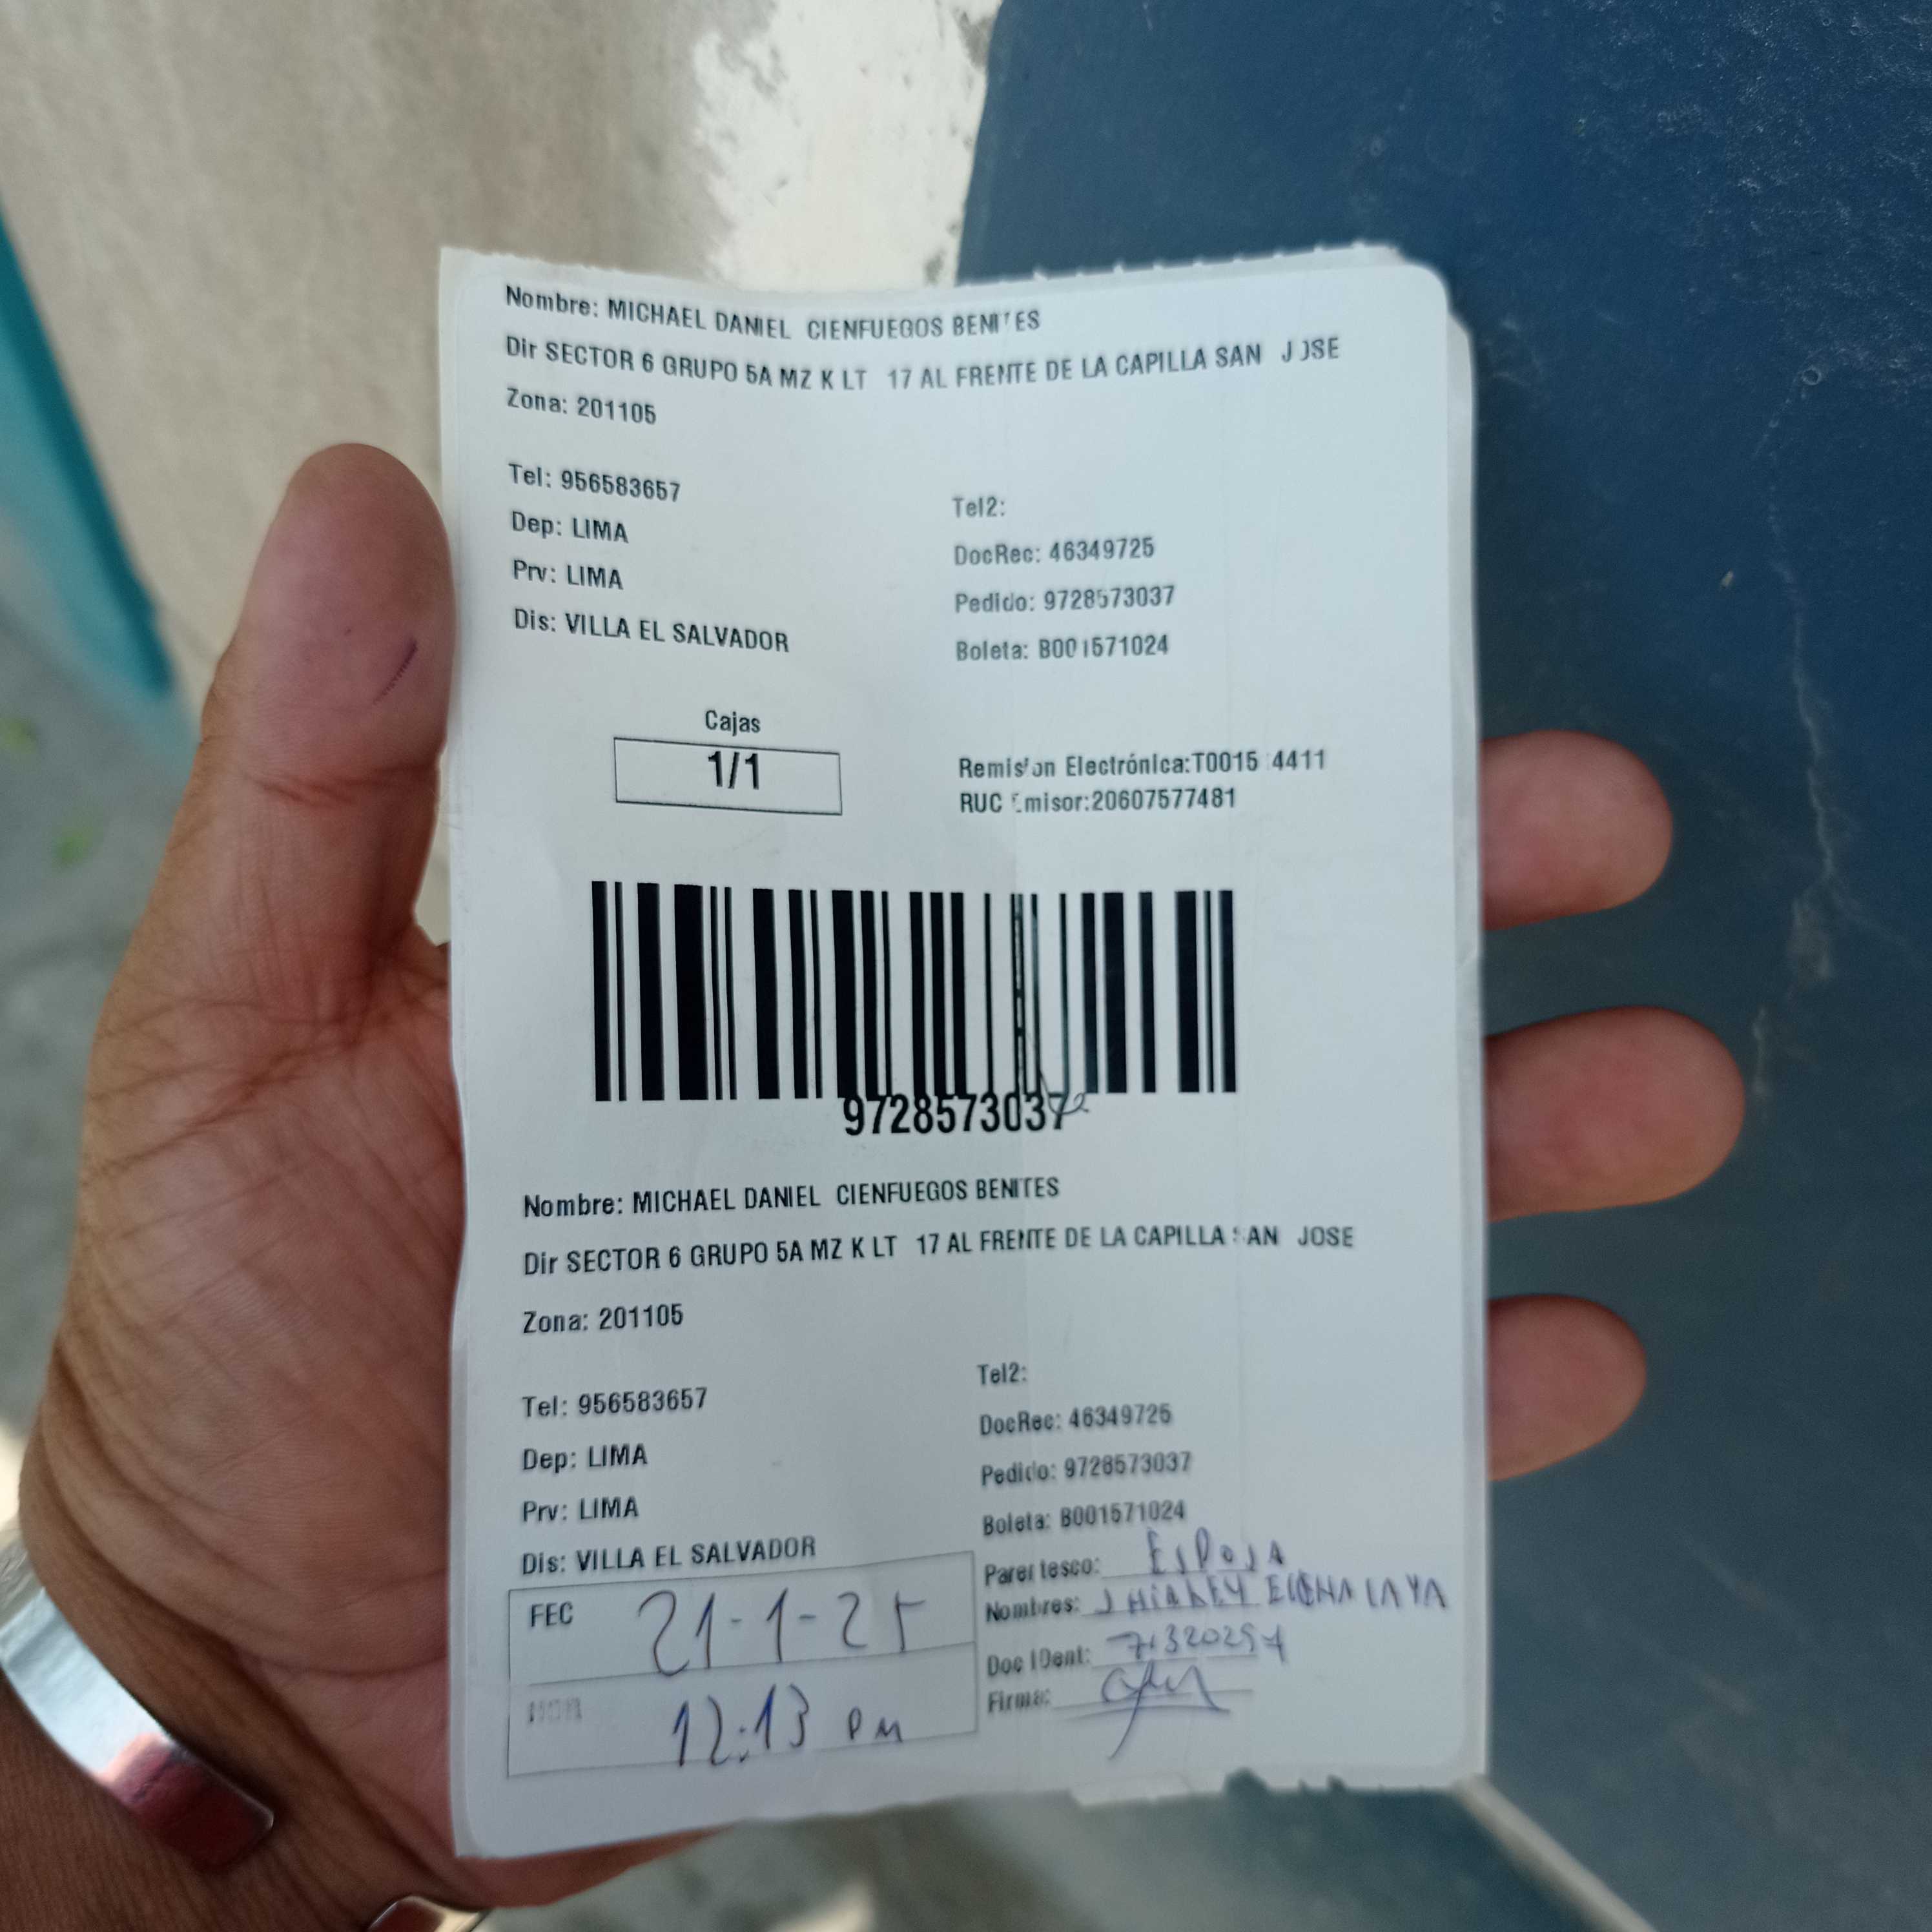 Nombre: MICHAEL DANIEL CIENFUEGOS BENITES
Dir SECTOR 6 GRUPO 5A MZ K LT 17 AL FRENTE DE LA CAPILLA SAN JOSE
Zona: 201105
Tel: 956583657
Tel2:
Dep: LIMA
DocRec: 46349725
Prv: LIMA
Pedido: 9728573037
Dis: VILLA EL SALVADOR
Boleta: B001571024
Cajas
1/1
Remision Electrónica:T0015 4411
RUC Emisor:20607577481
9728573037
Nombre: MICHAEL DANIEL CIENFUEGOS BENITES
Dir SECTOR 6 GRUPO 5A MZ K LT 17 AL FRENTE DE LA CAPILLA SAN JOSE
Zona: 201105
Tel: 956583657
Tel2:
Dep: LIMA
DocRec: 46349725
Prv: LIMA
Pedido: 9728573037
Dis: VILLA EL SALVADOR
Boleta: B001571024
Parentesco: ESPOSA
FEC 21-1-25
Nombres:
Doc IDent:
12:13 PM
Firma: